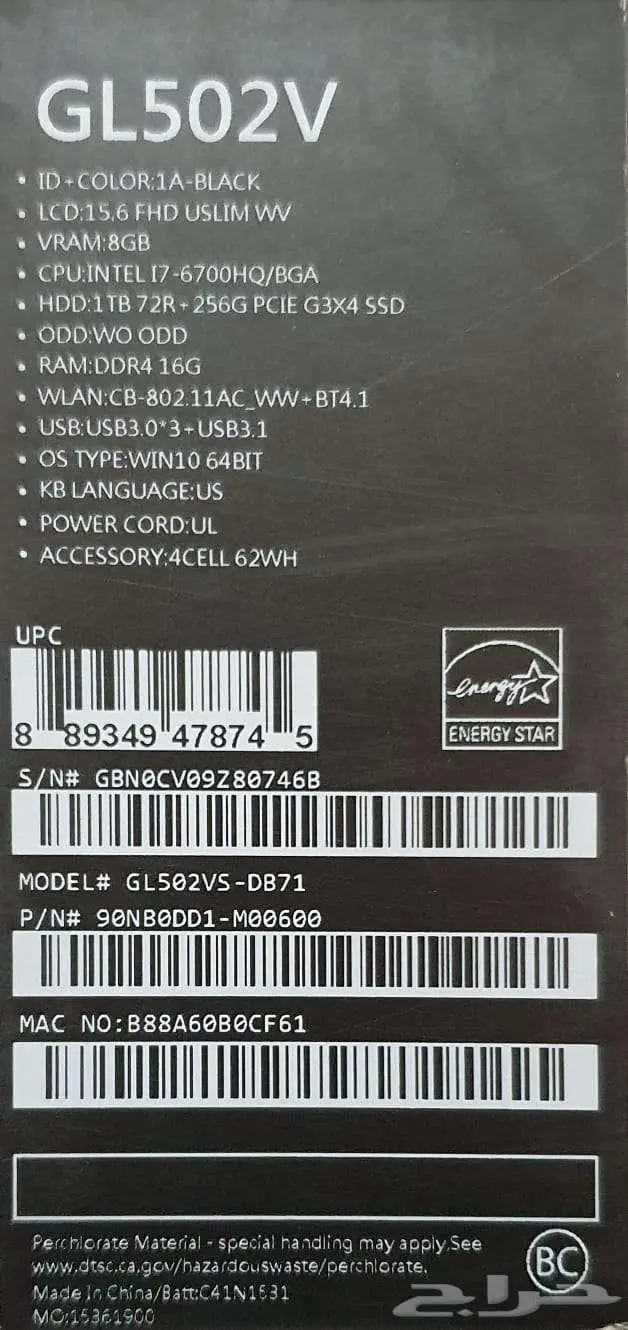 GL502V
• ID+COLOR:1A-BLACK
• LCD:15.6 FHD USLIM WV
• VRAM:8GB
• CPU:INTEL I7-6700HQ/BGA
• HDD:1TB 72R+256G PCIE G3X4 SSD
• ODD:WO ODD
• RAM:DDR4 16G
• WLAN:CB-802.11AC_WW+BT4.1
• USB:USB3.0*3+USB3.1
• OS TYPE:WIN10 64BIT
• KB LANGUAGE:US
• POWER CORD:UL
• ACCESSORY:4CELL 62WH
UPC
8 89349 47874 5
energy
ENERGY STAR
S/N# GBN0CV09Z80746B
MODEL# GL502VS-DB71
P/N# 90NB0DD1-M00600
MAC NO:B88A60B0CF61
Perchlorate Material - special handling may apply.See
www.dtsc.ca.gov/hazardouswaste/perchlorate.
Made In China/Batt:C41N1531
MO:15361900
BC
حراج